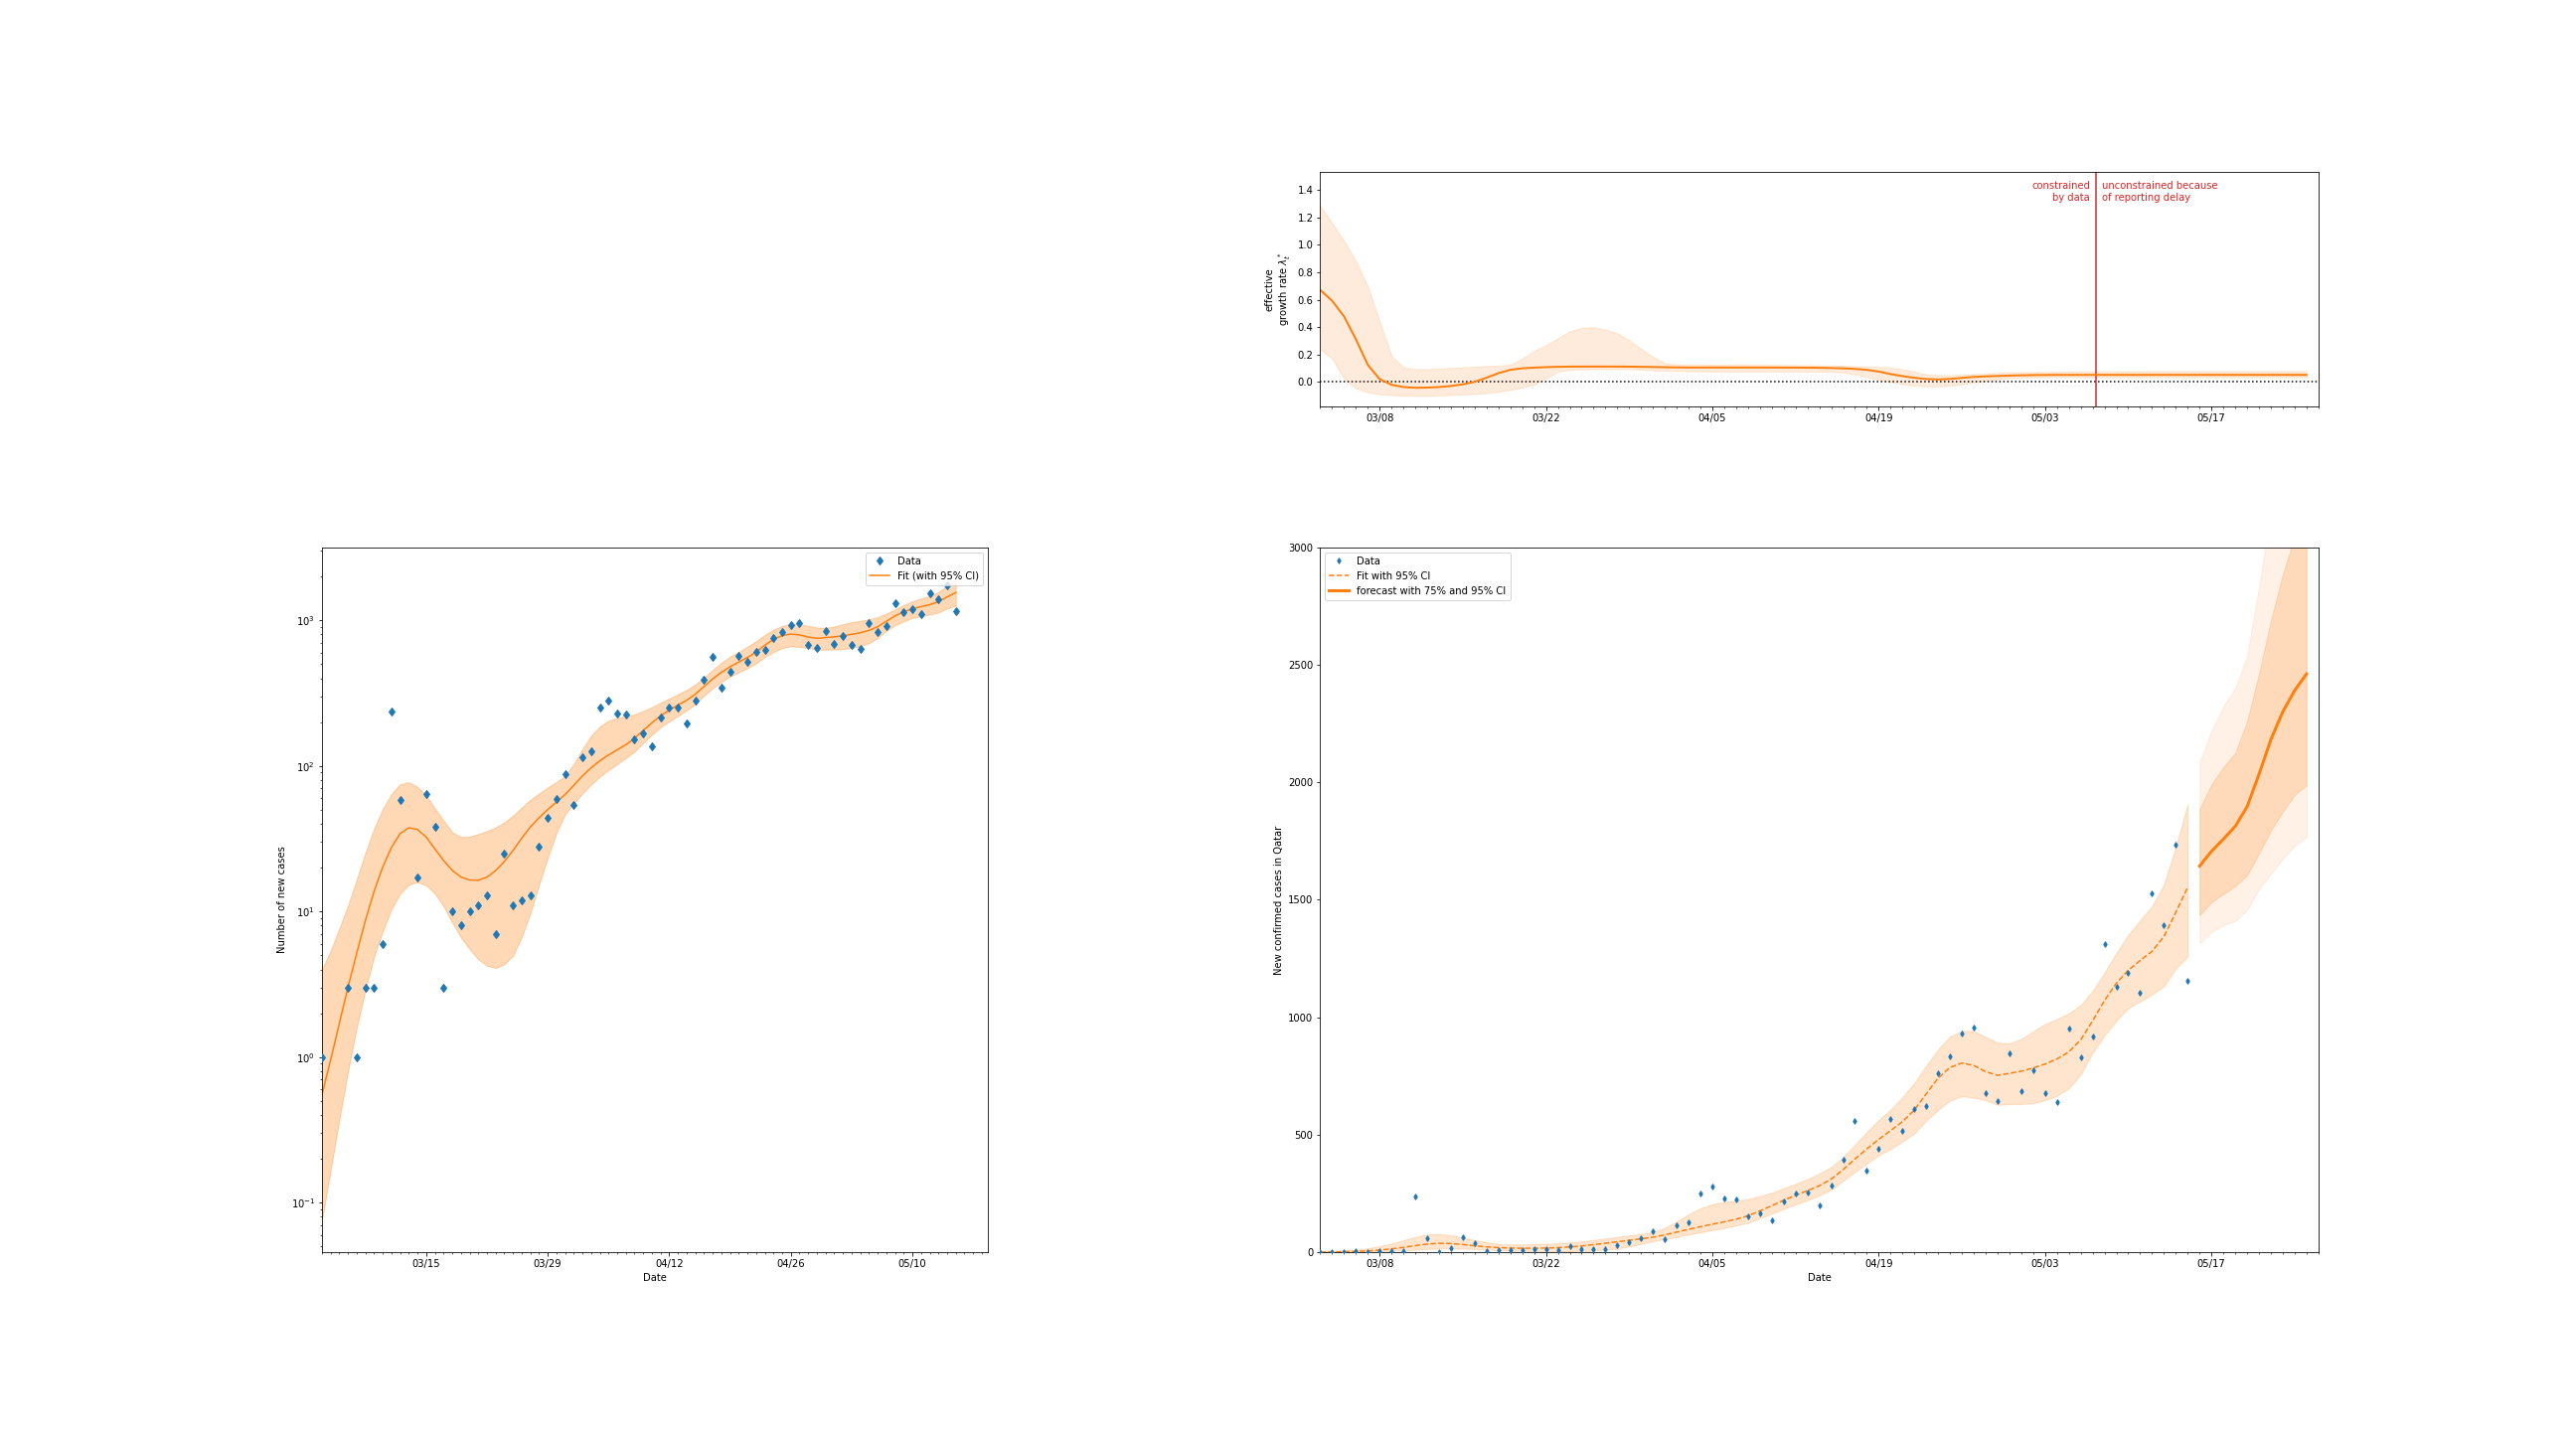 constrained
by data
unconstrained because
of reporting delay
1.4
1.2
1.0
0.8
0.6
0.4
0.2
0.0
effective
growth rate λ*t
03/08 03/22 04/05 04/19 05/03 05/17
Data
Fit (with 95% CI)
10³
10²
10¹
10⁰
10⁻¹
Number of new cases
03/15 03/29 04/12 04/26 05/10
Date
Data
Fit with 95% CI
forecast with 75% and 95% CI
3000
2500
2000
1500
1000
500
0
New confirmed cases in Qatar
03/08 03/22 04/05 04/19 05/03 05/17
Date